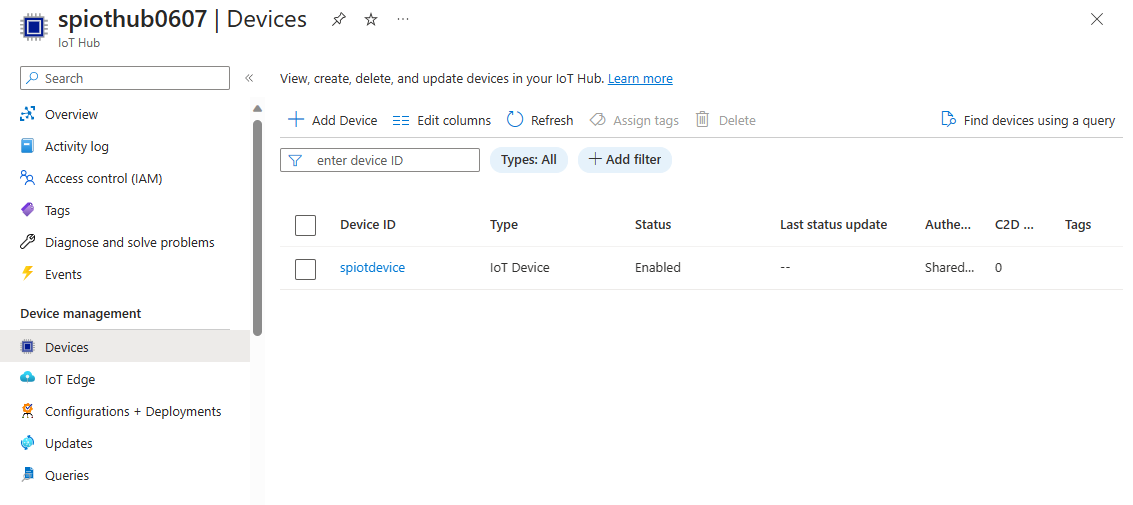 spiothub0607 | Devices
IoT Hub
Search
Overview
Activity log
Access control (IAM)
Tags
Diagnose and solve problems
Events
Device management
Devices
IoT Edge
Configurations + Deployments
Updates
Queries
View, create, delete, and update devices in your IoT Hub. Learn more
Add Device Edit columns Refresh Assign tags Delete Find devices using a query
enter device ID Types: All Add filter
Device ID Type Status Last status update Authe... C2D ... Tags
spiotdevice IoT Device Enabled -- Shared... 0